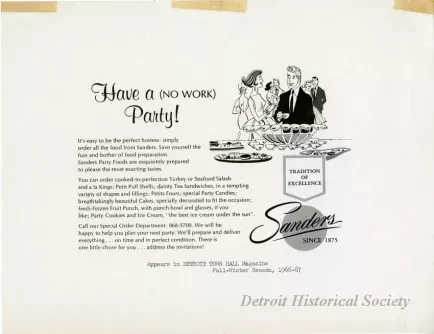 Have a (NO WORK)
Party!
It's easy to be the perfect hostess: simply
order all the food from Sanders. Save yourself the
fuss and bother of food preparation.
Sanders Party Foods are exquisitely prepared
to please the most exacting tastes.
You can order cooked-to-perfection Turkey or Seafood Salads
and a la Kings; Petit Puff Shells; dainty Tea Sandwiches, in a tempting
variety of shapes and fillings; Petits Fours; special Party Candies;
breathtakingly beautiful Cakes, specially decorated to fit the occasion;
fresh-frozen Fruit Punch, with punch bowl and glasses, if you
like; Party Cookies and Ice Cream, "the best ice cream under the sun".
Call our Special Order Department: 868-5700. We will be
happy to help you plan your next party. We'll prepare and deliver
everything . . . on time and in perfect condition. There is
one little chore for you . . . address the invitations!
TRADITION
OF
EXCELLENCE
Sanders
SINCE 1875
Appears in DETROIT TOWN HALL Magazine
Fall-Winter Season, 1966-67
Detroit Historical Society